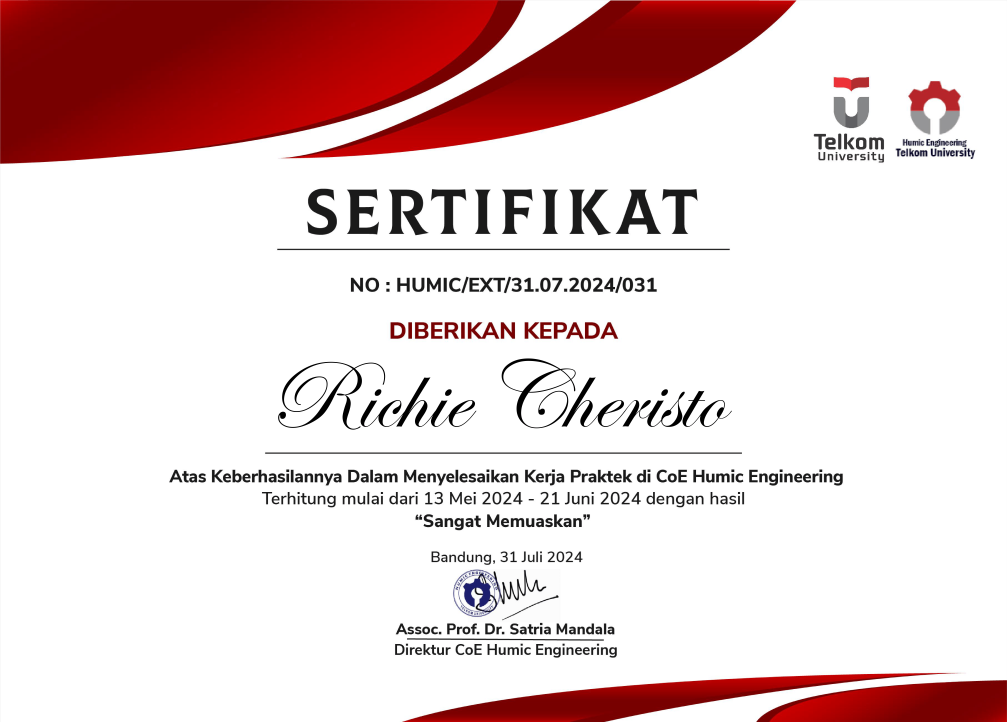 Telkom
University
Humic Engineering
Telkom University
SERTIFIKAT
NO : HUMIC/EXT/31.07.2024/031
DIBERIKAN KEPADA
Richie Cheristo
Atas Keberhasilannya Dalam Menyelesaikan Kerja Praktek di CoE Humic Engineering
Terhitung mulai dari 13 Mei 2024 - 21 Juni 2024 dengan hasil
“Sangat Memuaskan”
Bandung, 31 Juli 2024
HUMIC ENGINEERING
Assoc. Prof. Dr. Satria Mandala
Direktur CoE Humic Engineering